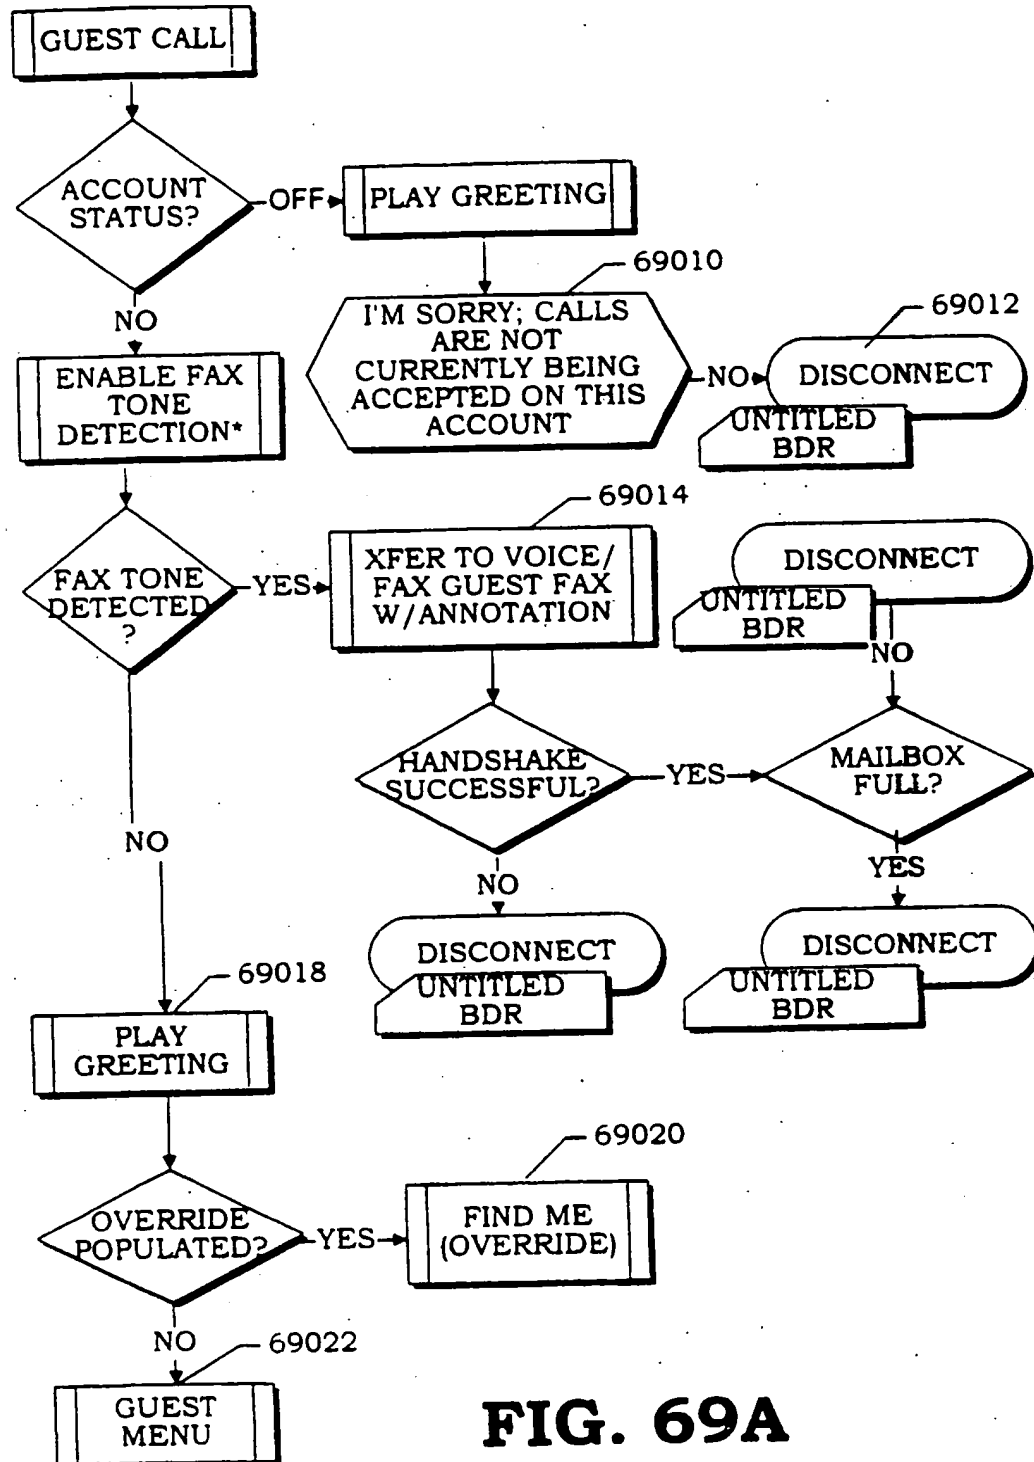 GUEST CALL
ACCOUNT
STATUS?
OFF
PLAY GREETING
69010
I'M SORRY; CALLS
ARE NOT
CURRENTLY BEING
ACCEPTED ON THIS
ACCOUNT
NO
69012
DISCONNECT
UNTITLED
BDR
NO
ENABLE FAX
TONE
DETECTION*
FAX TONE
DETECTED
?
YES
69014
XFER TO VOICE/
FAX GUEST FAX
W/ANNOTATION
DISCONNECT
UNTITLED
BDR
NO
HANDSHAKE
SUCCESSFUL?
YES
MAILBOX
FULL?
NO
NO
YES
DISCONNECT
UNTITLED
BDR
DISCONNECT
UNTITLED
BDR
69018
PLAY
GREETING
69020
OVERRIDE
POPULATED?
YES
FIND ME
(OVERRIDE)
NO
69022
GUEST
MENU
FIG. 69A